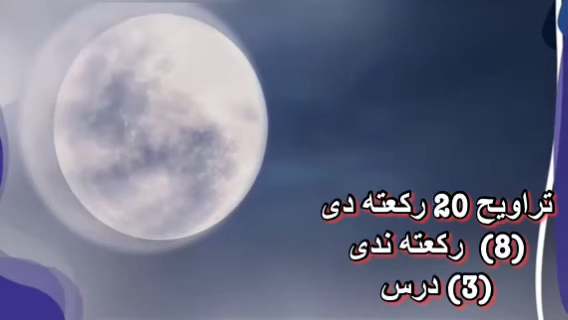 تراویح 20 رکعته دی
(8) رکعته ندی
(3) درس